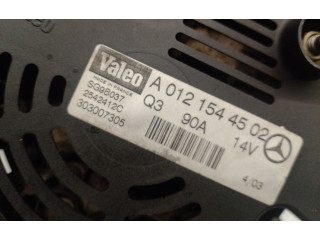 Valeo
MADE IN FRANCE
SG9B037
2542412C
303007305
A 012 154 45 02
Q3 90A 14V
4/03